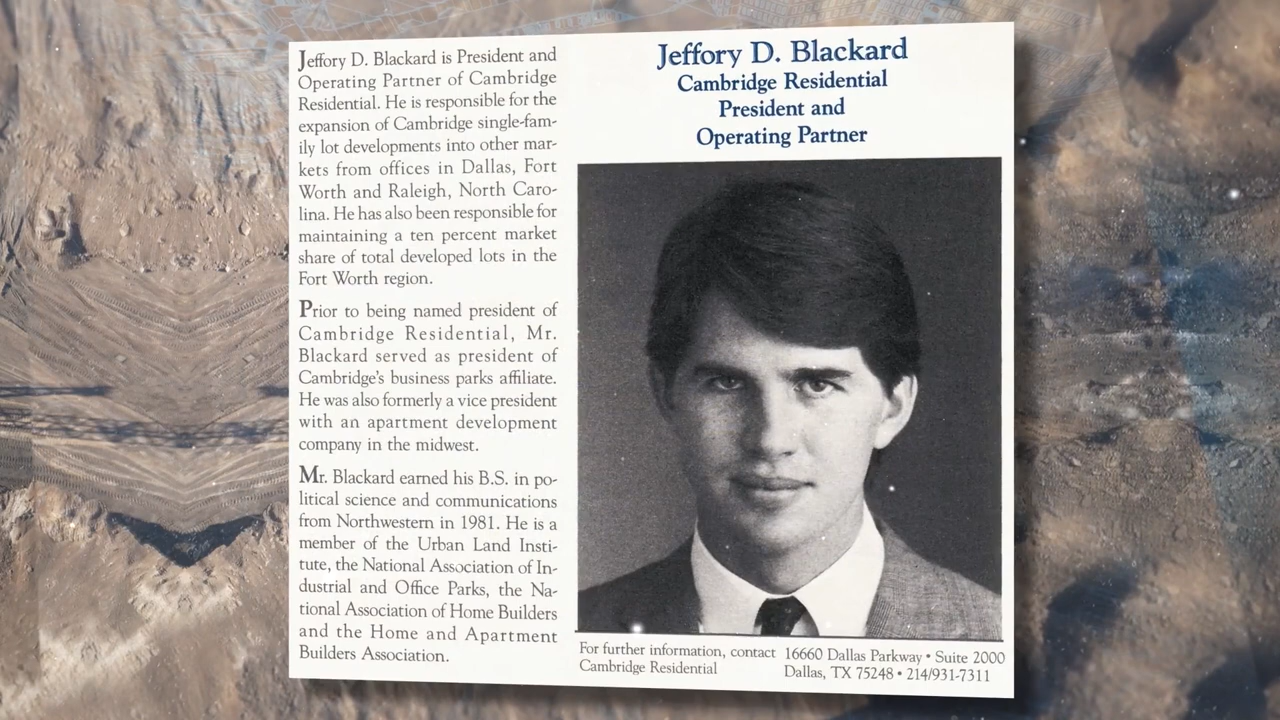 Jeffory D. Blackard is President and
Operating Partner of Cambridge
Residential. He is responsible for the
expansion of Cambridge single-fam-
ily lot developments into other mar-
kets from offices in Dallas, Fort
Worth and Raleigh, North Caro-
lina. He has also been responsible for
maintaining a ten percent market
share of total developed lots in the
Fort Worth region.
Prior to being named president of
Cambridge Residential, Mr.
Blackard served as president of
Cambridge's business parks affiliate.
He was also formerly a vice president
with an apartment development
company in the midwest.
Mr. Blackard earned his B.S. in po-
litical science and communications
from Northwestern in 1981. He is a
member of the Urban Land Insti-
tute, the National Association of In-
dustrial and Office Parks, the Na-
tional Association of Home Builders
and the Home and Apartment
Builders Association.
Jeffory D. Blackard
Cambridge Residential
President and
Operating Partner
For further information, contact
Cambridge Residential
16660 Dallas Parkway • Suite 2000
Dallas, TX 75248 • 214/931-7311